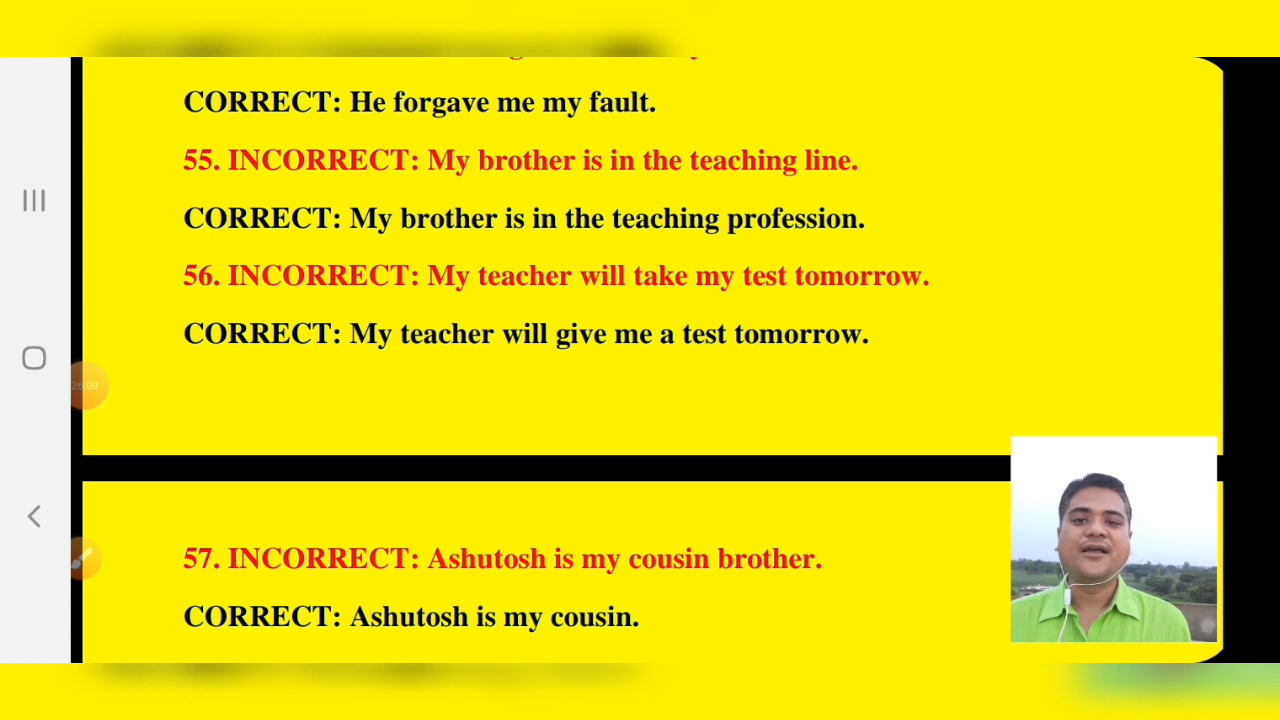 CORRECT: He forgave me my fault.
55. INCORRECT: My brother is in the teaching line.
CORRECT: My brother is in the teaching profession.
56. INCORRECT: My teacher will take my test tomorrow.
CORRECT: My teacher will give me a test tomorrow.
26:09
57. INCORRECT: Ashutosh is my cousin brother.
CORRECT: Ashutosh is my cousin.